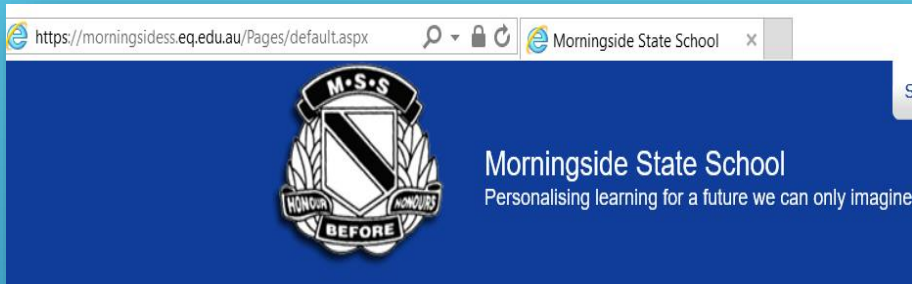 https://morningsidess.eq.edu.au/Pages/default.aspx
Morningside State School
M·S·S
HONOUR
BEFORE
HONOURS
Morningside State School
Personalising learning for a future we can only imagine